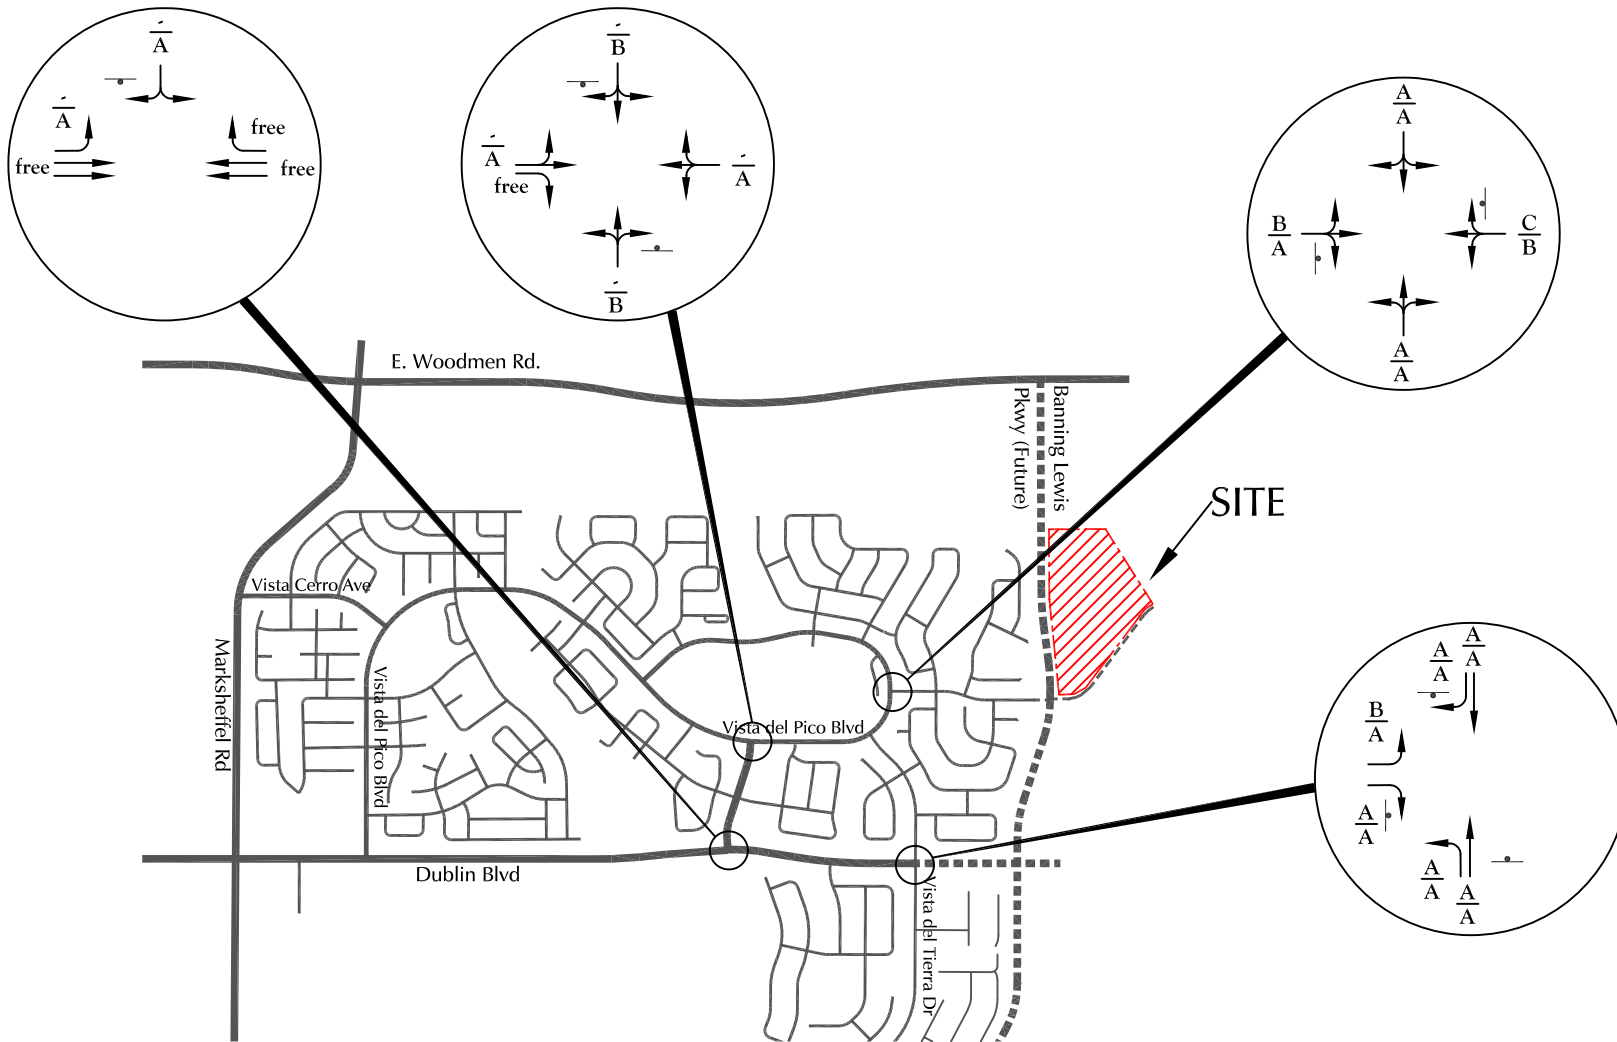 -
A
-
A
free
free
free
-
B
-
A
free
-
A
-
B
A
A
B
A
C
B
A
A
E. Woodmen Rd.
Banning Lewis
Pkwy (Future)
SITE
Vista Cerro Ave
Marksheffel Rd
Vista del Pico Blvd
Vista del Pico Blvd
Dublin Blvd
Vista del Tierra Dr
A
A
A
A
B
A
A
A
A
A
A
A